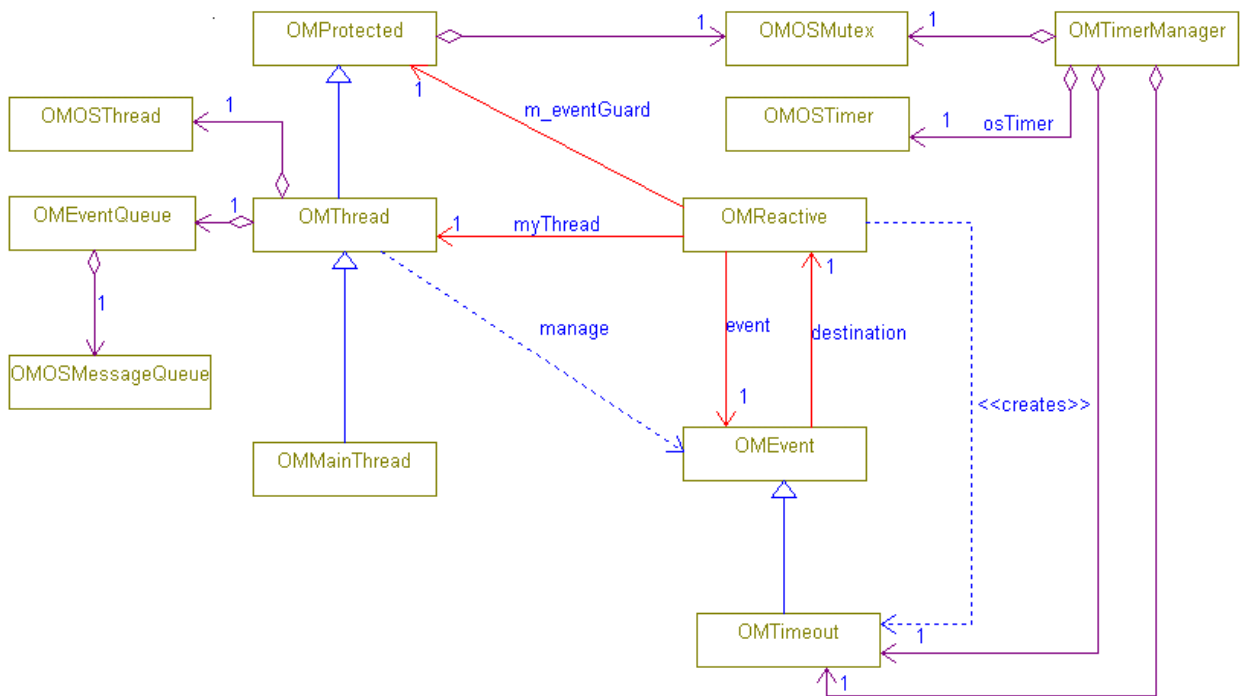 OMProtected
1
OMOSMutex
1
OMTimerManager
1
m_eventGuard
OMOSThread
1
OMOSTimer
1
osTimer
OMEventQueue
1
OMThread
1
myThread
OMReactive
1
1
manage
event
destination
OMOSMessageQueue
1
<<creates>>
OMMainThread
OMEvent
OMTimeout
1
1